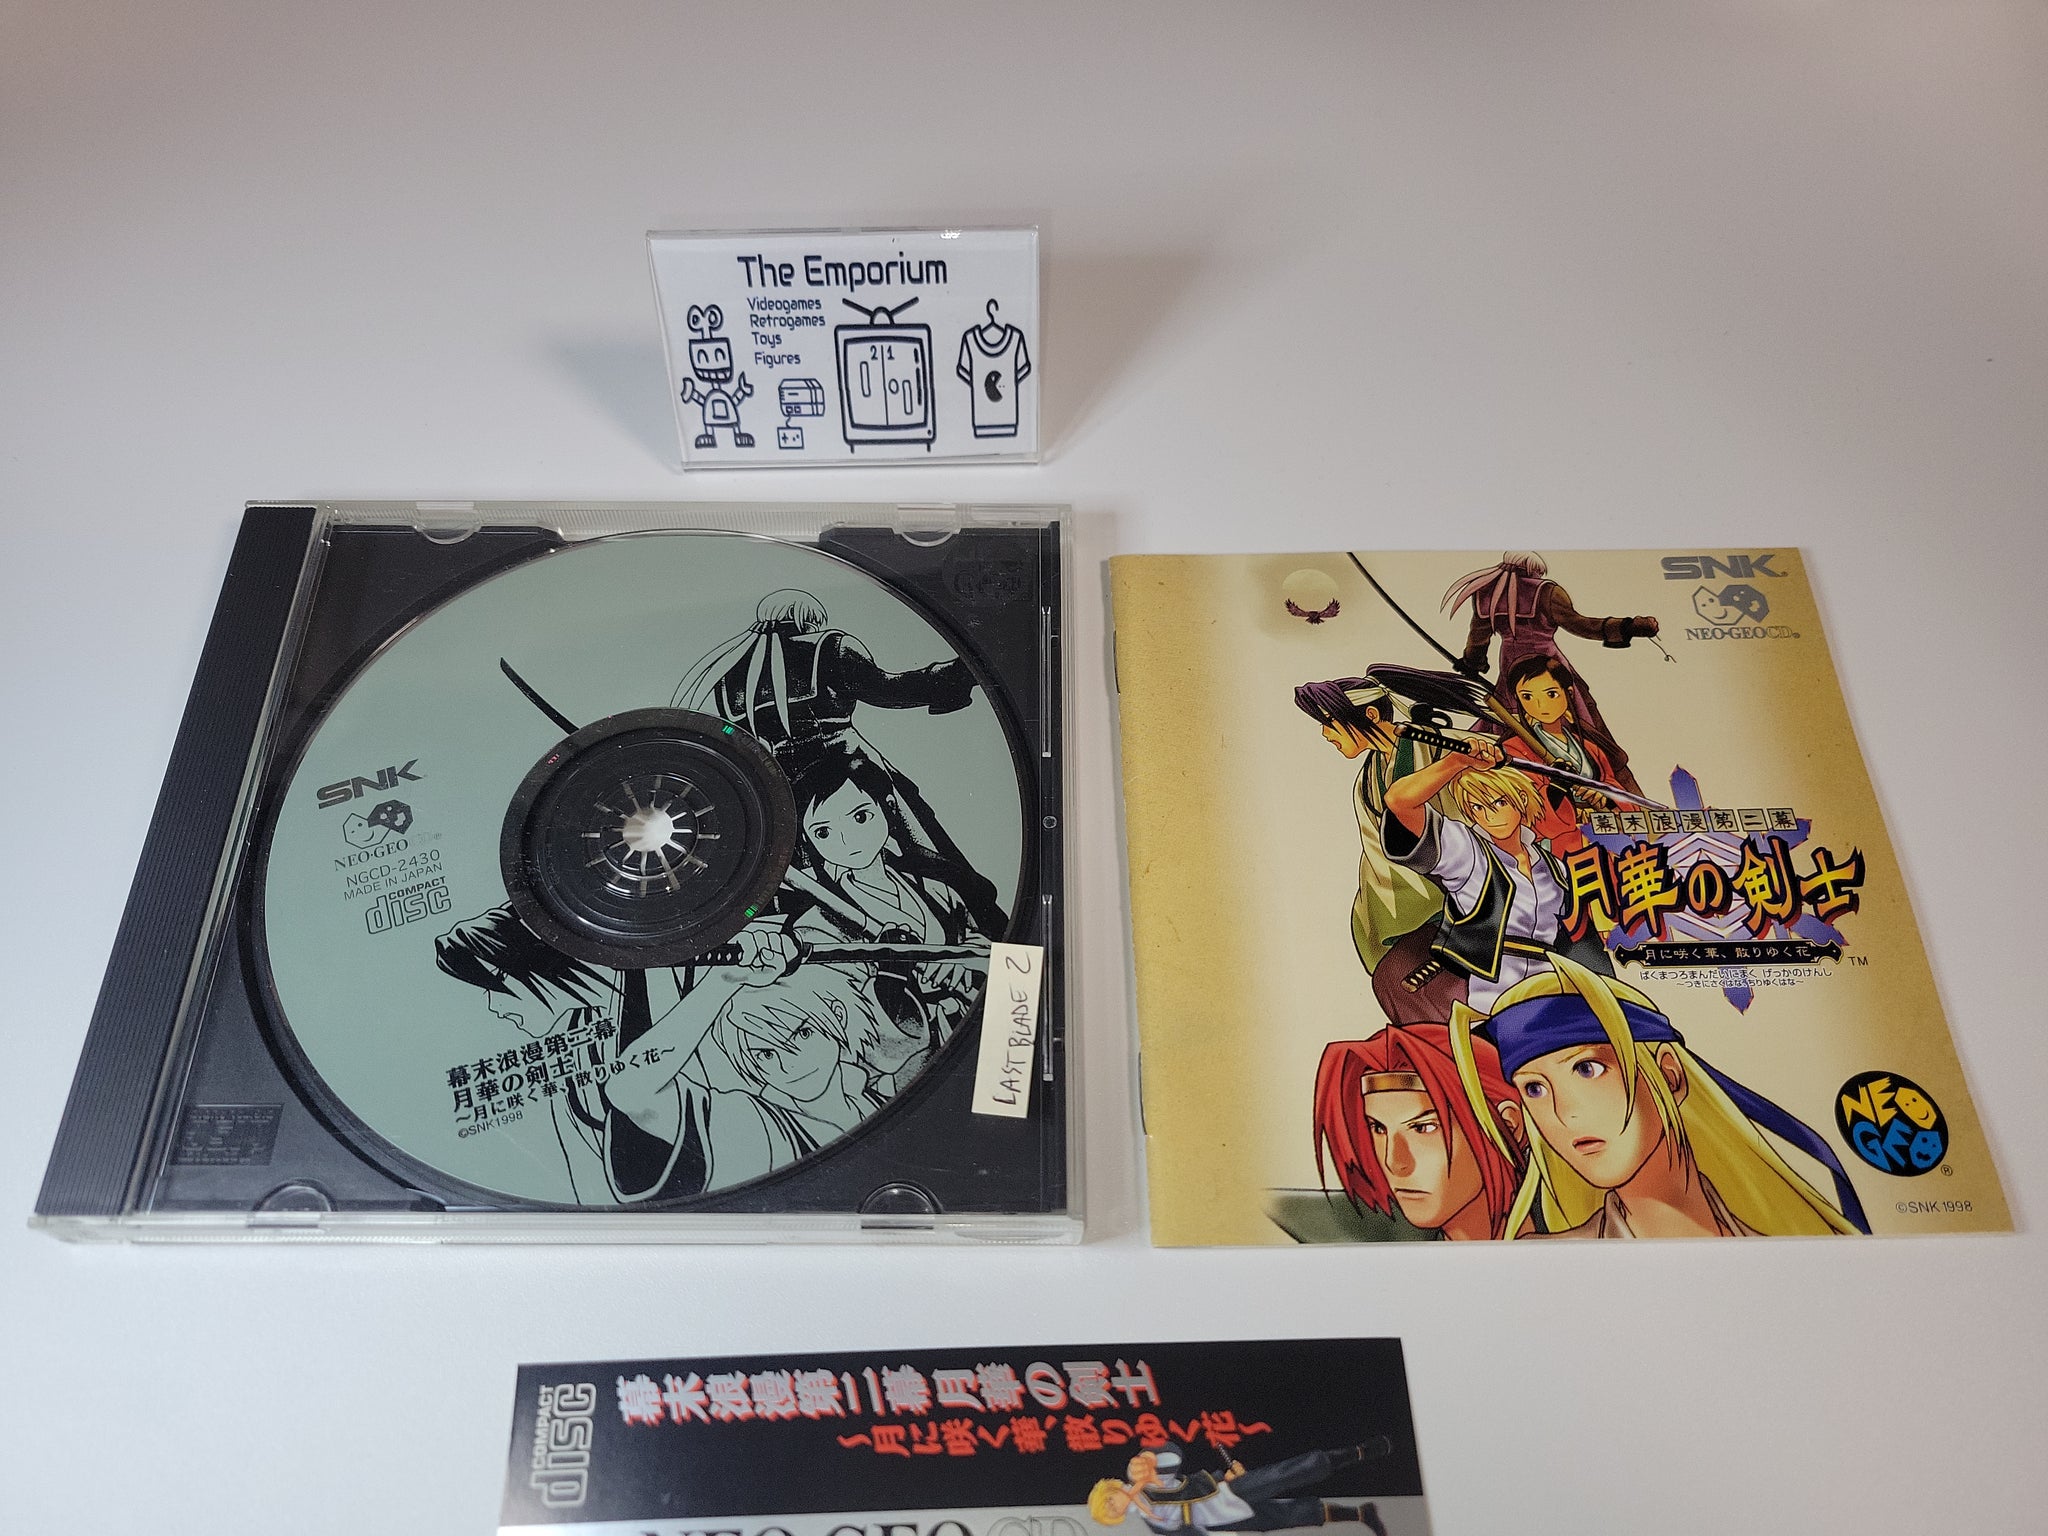 The Emporium
Videogames
Retrogames
Toys
Figures
21
SNK
NEO·GEO CD®
NGCD-2430
MADE IN JAPAN
COMPACT
disc
幕末浪漫第二幕
月華の剣士
~月に咲く華、散りゆく花~
©SNK1998
LAST BLADE 2
SNK®
NEO·GEO CD®
幕末浪漫第二幕
月華の剣士
月に咲く華、散りゆく花
TM
ばくまつろまんだいにまく げっかのけんし
~つきにさくはな、ちりゆくはな~
NEO
GEO
®
©SNK 1998
COMPACT
disc
幕末浪漫第二幕月華の剣士
~月に咲く華、散りゆく花~
NEO·GEO CD